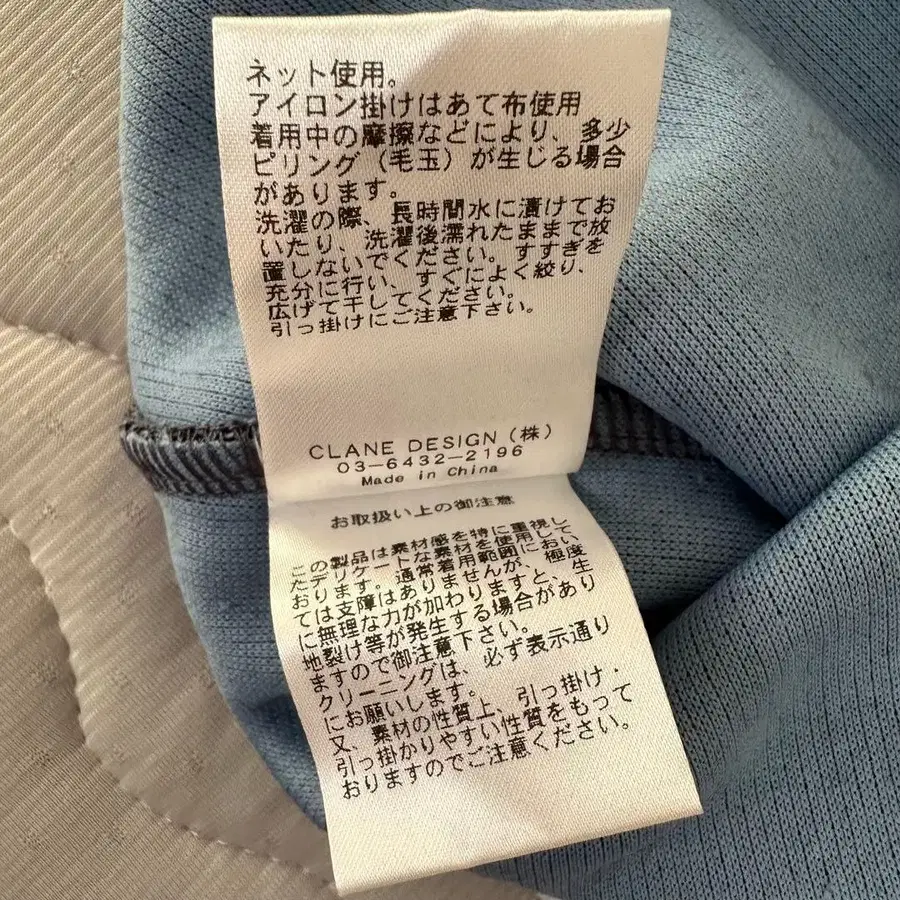 ネット使用。
アイロン掛けはあて布使用
着用中の摩擦などにより、多少
ピリング（毛玉）が生じる場合
があります。
洗濯の際、長時間水に漬けてお
いたり、洗濯後濡れたままで放
置しないでください。すすぎを
充分に行い、すぐによく絞り、
広げて干してください。
引っ掛けにご注意下さい。
CLANE DESIGN（株）
03-6432-2196
Made in China
お取扱い上の御注意
この製品は素材感を特に重視し
たデリケートな素材を使用して
おります。通常着用範囲におい
ては支障はありませんが、極度
に無理な力が加わりますと、生
地裂け等が発生する場合があり
ますので御注意下さい。
クリーニングは、必ず表示通り
にお願いします。
又、素材の性質上、引っ掛け．
引っ掛かりやすい性質をもって
おりますのでご注意ください。